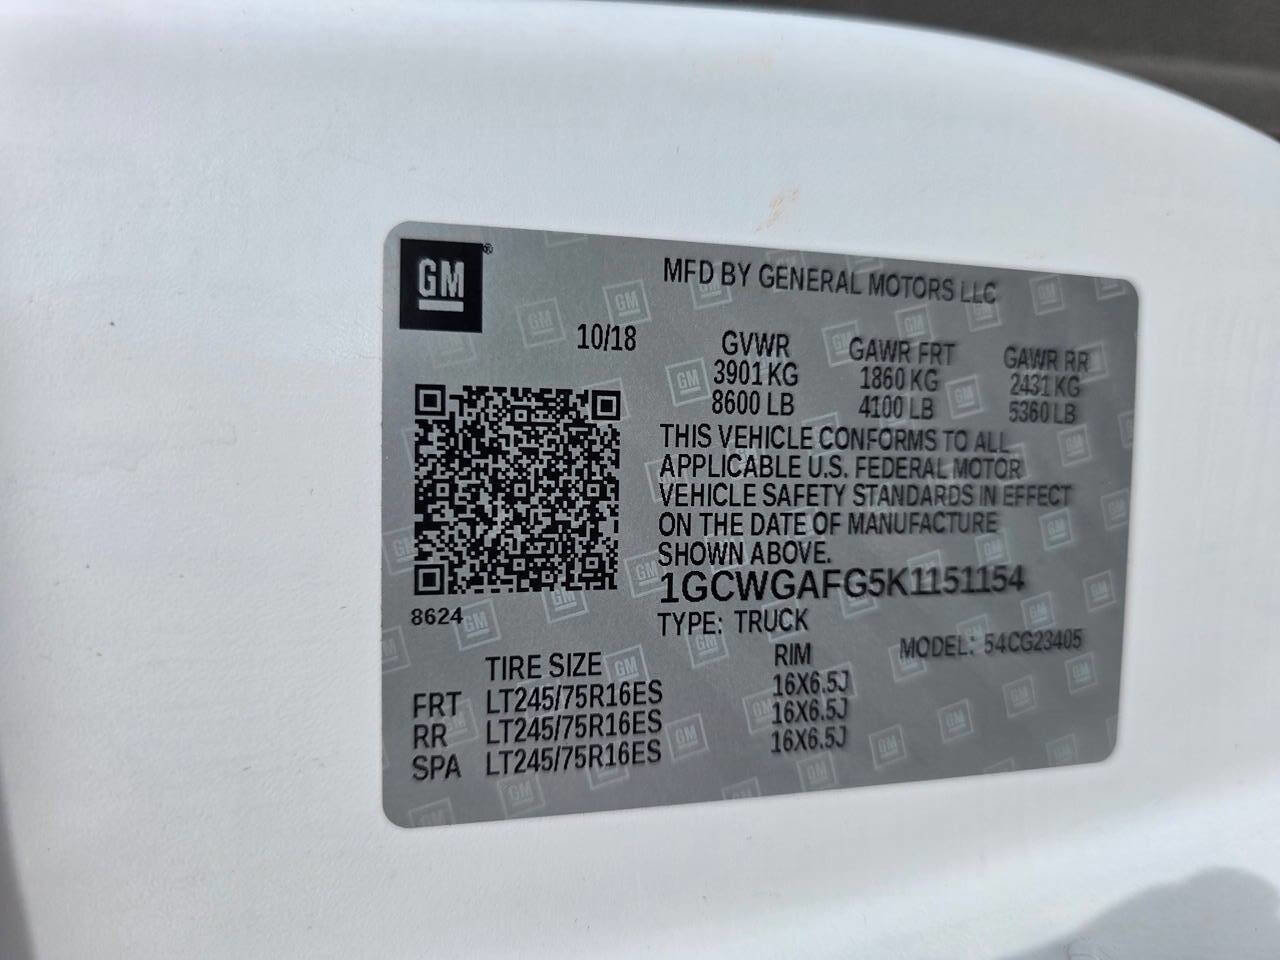 GM®
MFD BY GENERAL MOTORS LLC
10/18
GVWR GAWR FRT GAWR RR
3901 KG 1860 KG 2431 KG
8600 LB 4100 LB 5360 LB
THIS VEHICLE CONFORMS TO ALL
APPLICABLE U.S. FEDERAL MOTOR
VEHICLE SAFETY STANDARDS IN EFFECT
ON THE DATE OF MANUFACTURE
SHOWN ABOVE.
1GCWGAFG5K1151154
8624
TYPE: TRUCK
MODEL: 54CG23405
TIRE SIZE RIM
FRT LT245/75R16ES 16X6.5J
RR LT245/75R16ES 16X6.5J
SPA LT245/75R16ES 16X6.5J